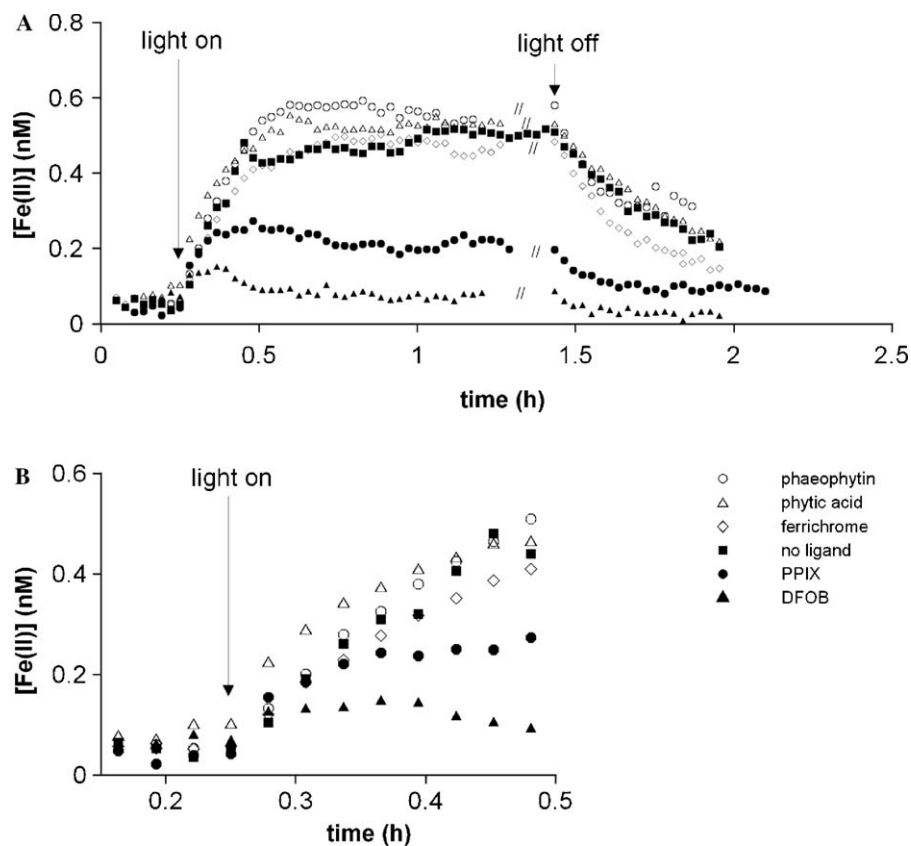 A
light on
light off
[Fe(II)] (nM)
0.8
0.6
0.4
0.2
0
//
//
//
//
//
0 0.5 1 1.5 2 2.5
time (h)
B
light on
[Fe(II)] (nM)
0.6
0.4
0.2
0
0.2 0.3 0.4 0.5
time (h)
phaeophytin
phytic acid
ferrichrome
no ligand
PPIX
DFOB